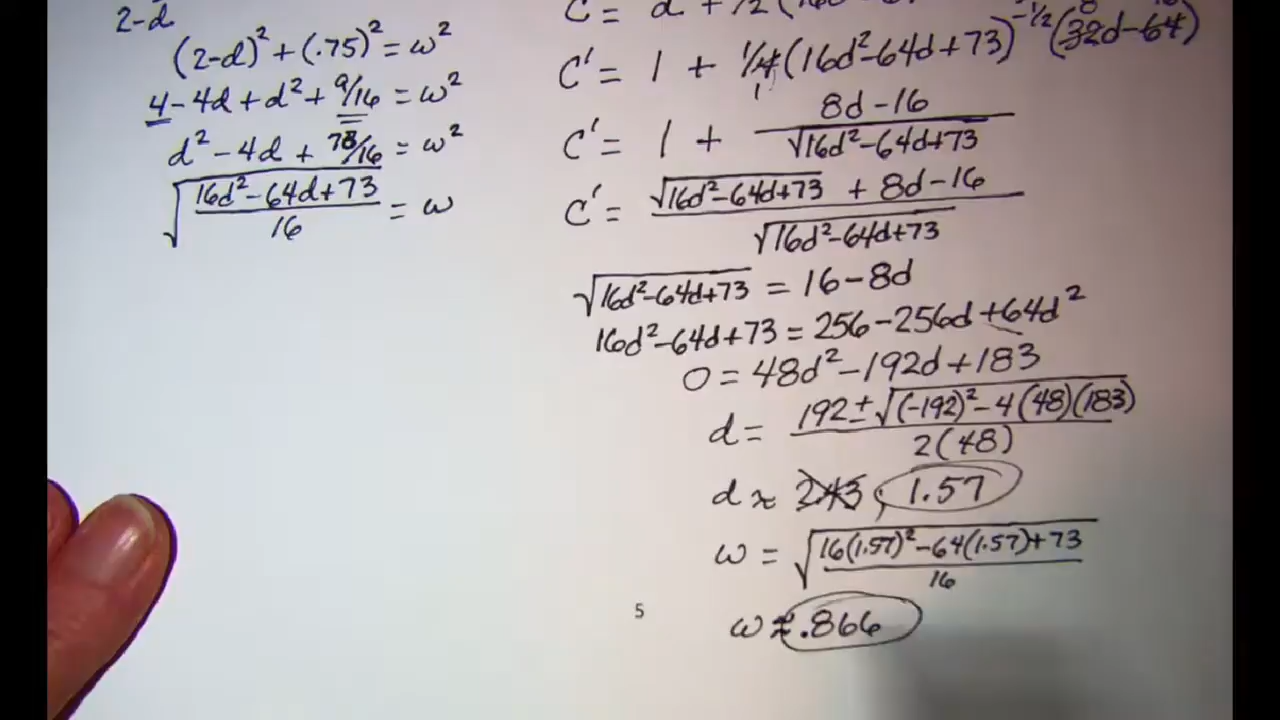 2-d
(2-d)² + (.75)² = ω²
4 - 4d + d² + 9/16 = ω²
d² - 4d + 73/16 = ω²
√((16d² - 64d + 73)/16) = ω
C' = 1 + 1/4 (16d² - 64d + 73)^(-1/2) (32d - 64)
8
C' = 1 + (8d - 16)/√(16d² - 64d + 73)
C' = (√(16d² - 64d + 73) + 8d - 16)/√(16d² - 64d + 73)
√(16d² - 64d + 73) = 16 - 8d
16d² - 64d + 73 = 256 - 256d + 64d²
0 = 48d² - 192d + 183
d = (192 ± √((-192)² - 4(48)(183)))/2(48)
d ≈ 2.43, 1.57
ω = √((16(1.57)² - 64(1.57) + 73)/16)
ω ≈ .866
5